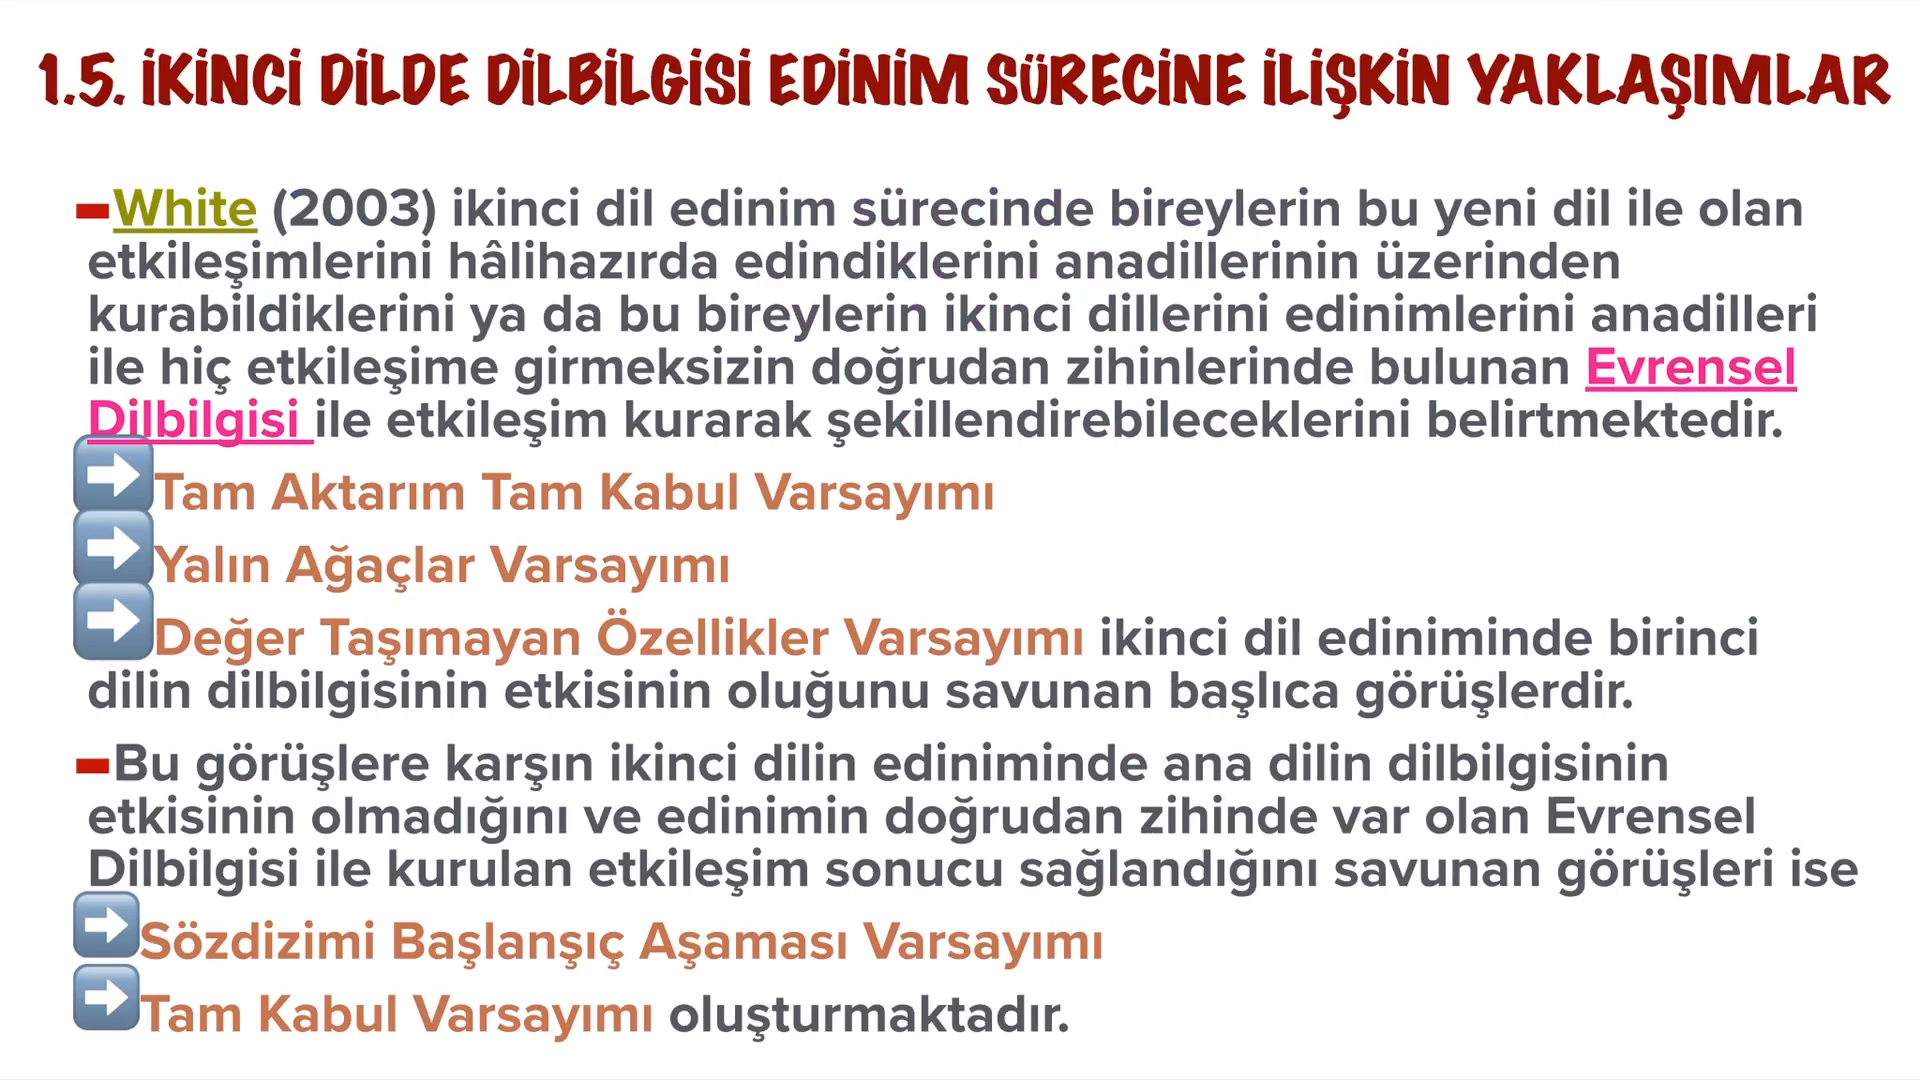 1.5. İKİNCİ DİLDE DİLBİLGİSİ EDİNİM SÜRECİNE İLİŞKİN YAKLAŞIMLAR
White (2003) ikinci dil edinim sürecinde bireylerin bu yeni dil ile olan
etkileşimlerini hâlihazırda edindiklerini anadillerinin üzerinden
kurabildiklerini ya da bu bireylerin ikinci dillerini edinimlerini anadilleri
ile hiç etkileşime girmeksizin doğrudan zihinlerinde bulunan Evrensel
Dilbilgisi ile etkileşim kurarak şekillendirebileceklerini belirtmektedir.
Tam Aktarım Tam Kabul Varsayımı
Yalın Ağaçlar Varsayımı
Değer Taşımayan Özellikler Varsayımı ikinci dil ediniminde birinci
dilin dilbilgisinin etkisinin oluğunu savunan başlıca görüşlerdir.
Bu görüşlere karşın ikinci dilin ediniminde ana dilin dilbilgisinin
etkisinin olmadığını ve edinimin doğrudan zihinde var olan Evrensel
Dilbilgisi ile kurulan etkileşim sonucu sağlandığını savunan görüşleri ise
Sözdizimi Başlanşıç Aşaması Varsayımı
Tam Kabul Varsayımı oluşturmaktadır.